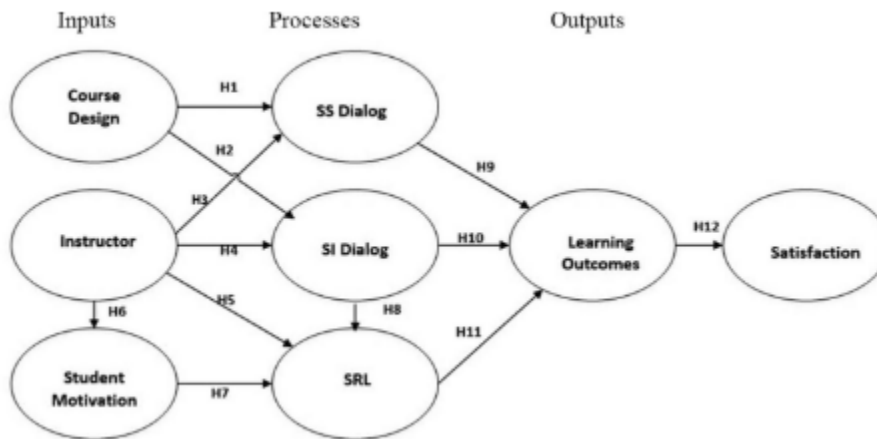 Inputs
Processes
Outputs
Course
Design
H1
SS Dialog
H2
H3
H9
Instructor
H4
SI Dialog
H10
Learning
Outcomes
H12
Satisfaction
H5
H6
H8
H11
Student
Motivation
H7
SRL